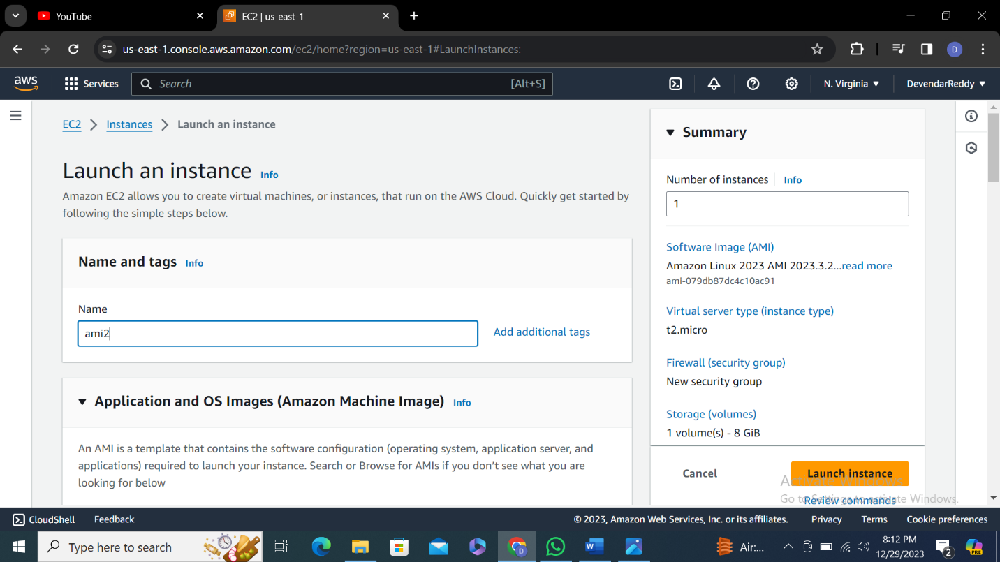 YouTube
EC2 | us-east-1
us-east-1.console.aws.amazon.com/ec2/home?region=us-east-1#LaunchInstances:
D
aws
Services
Search [Alt+S]
N. Virginia
DevendarReddy
EC2 Instances Launch an instance
Launch an instance Info
Amazon EC2 allows you to create virtual machines, or instances, that run on the AWS Cloud. Quickly get started by
following the simple steps below.
Name and tags Info
Name
ami2
Add additional tags
Application and OS Images (Amazon Machine Image) Info
An AMI is a template that contains the software configuration (operating system, application server, and
applications) required to launch your instance. Search or Browse for AMIs if you don't see what you are
looking for below
Summary
Number of instances Info
1
Software Image (AMI)
Amazon Linux 2023 AMI 2023.3.2...read more
ami-079db87dc4c10ac91
Virtual server type (instance type)
t2.micro
Firewall (security group)
New security group
Storage (volumes)
1 volume(s) - 8 GiB
Cancel
Launch instance
Review commands
Activate Windows
Go to Settings to activate Windows.
CloudShell
Feedback
© 2023, Amazon Web Services, Inc. or its affiliates.
Privacy
Terms
Cookie preferences
Type here to search
D
W
Air....
8:12 PM
12/29/2023
2
PRE